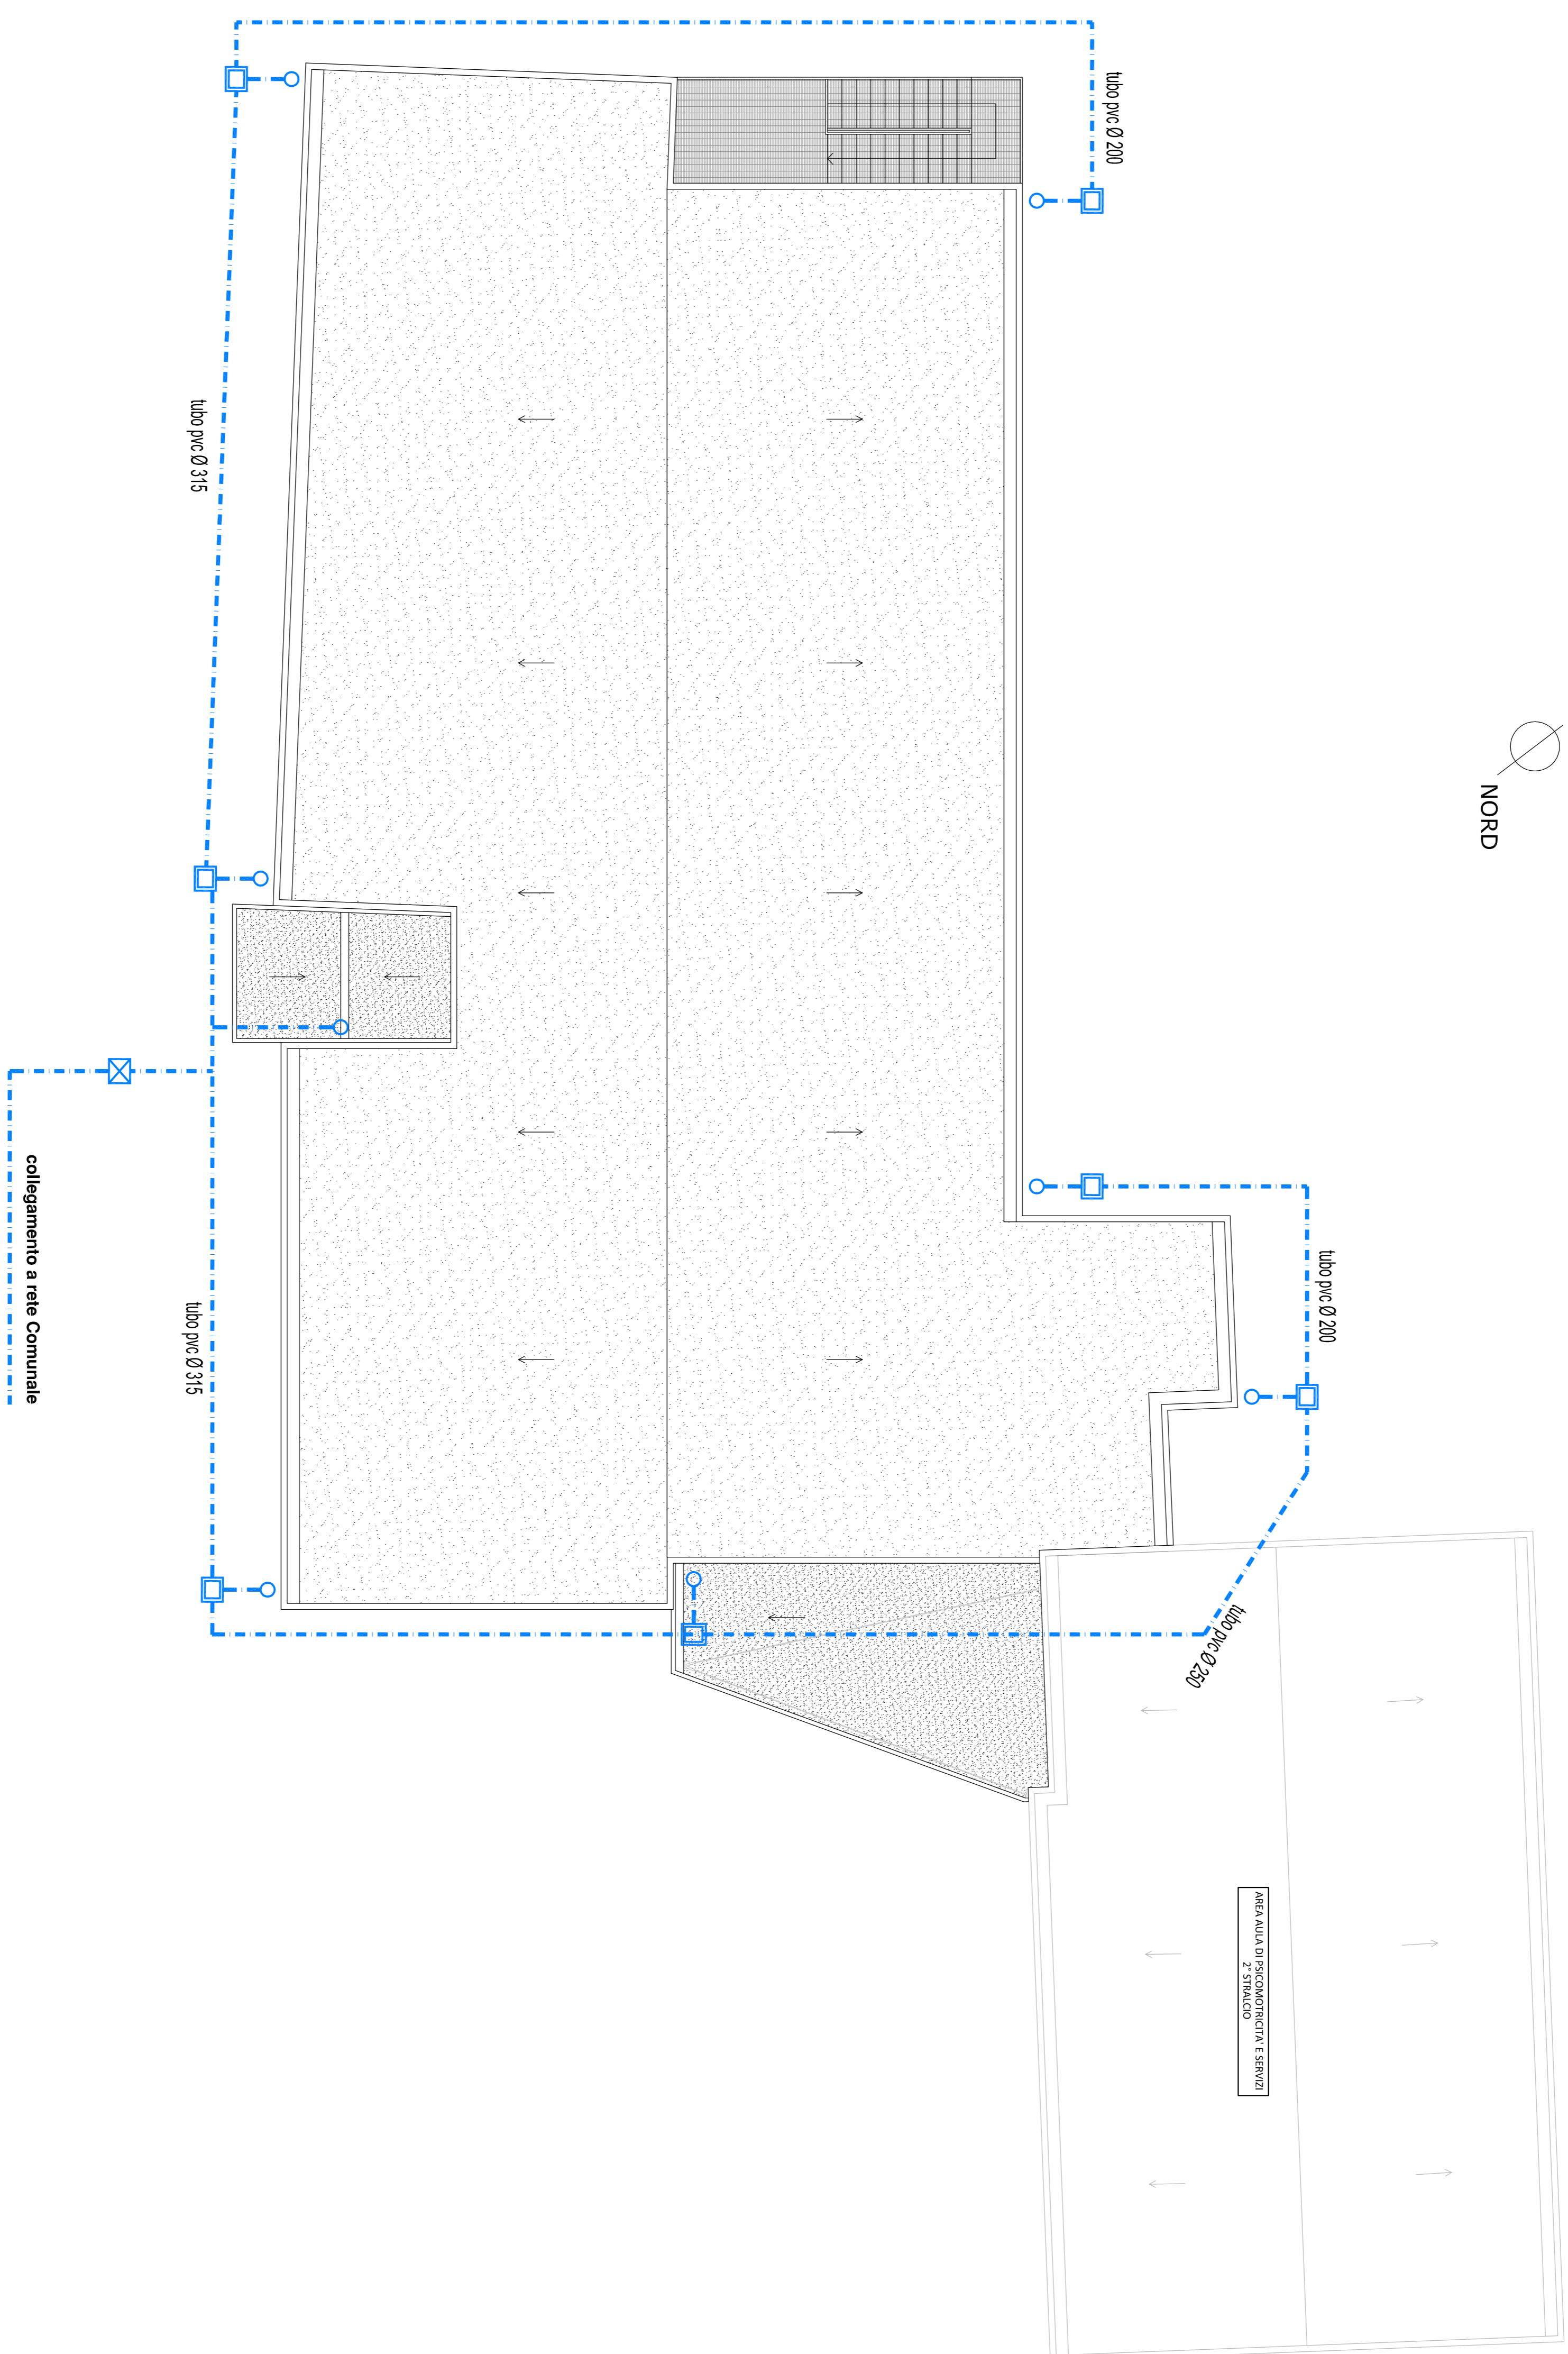 tubo pvc Ø 200
tubo pvc Ø 315
NORD
collegamento a rete Comunale
tubo pvc Ø 315
tubo pvc Ø 200
tubo pvc Ø 250
AREA AULA DI PSICOMOTRICITA' E SERVIZI
2° STRALCIO